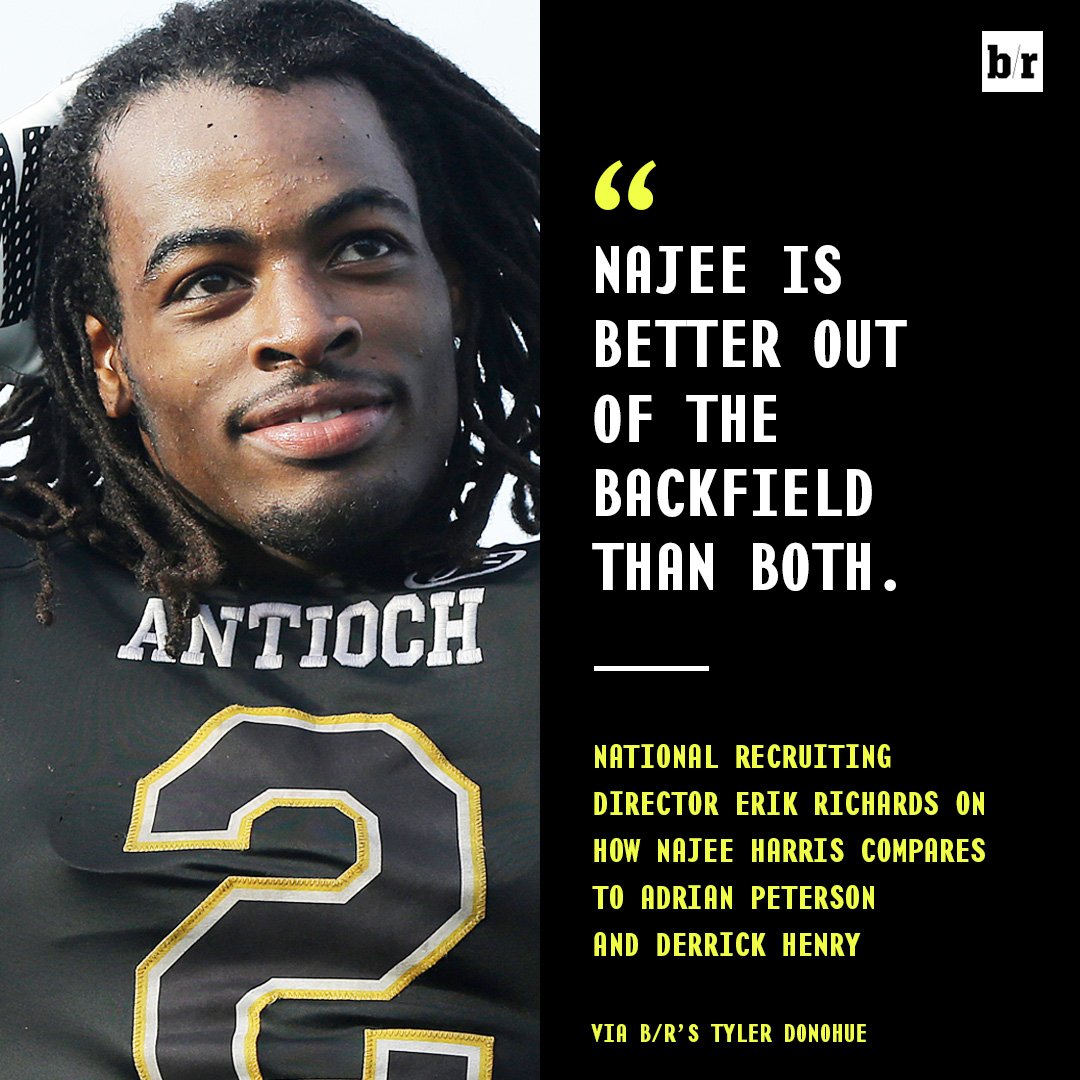 b/r
“
NAJEE IS
BETTER OUT
OF THE
BACKFIELD
THAN BOTH.
NATIONAL RECRUITING
DIRECTOR ERIK RICHARDS ON
HOW NAJEE HARRIS COMPARES
TO ADRIAN PETERSON
AND DERRICK HENRY
VIA B/R'S TYLER DONOHUE
ANTIOCH
2